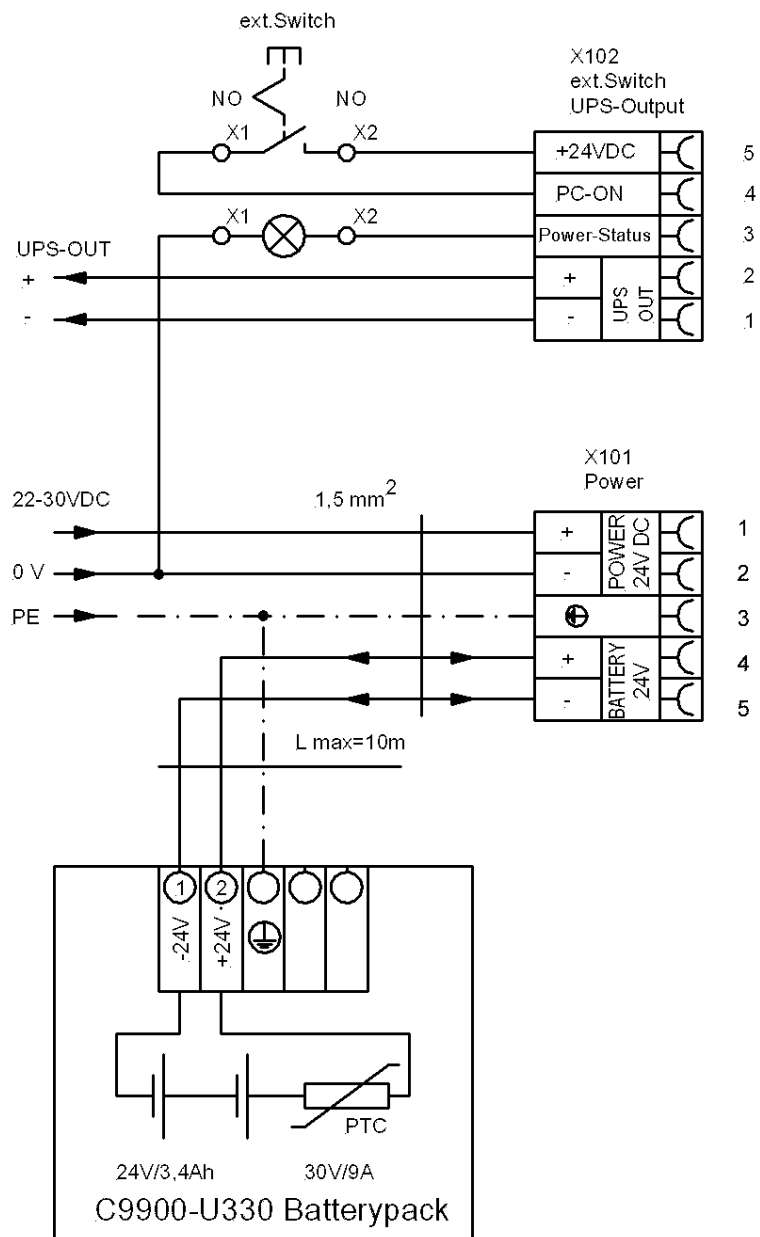 ext.Switch
X102
ext.Switch
UPS-Output
NO
NO
X1
X2
+24VDC
5
PC-ON
4
X1
X2
Power-Status
3
UPS-OUT
+
+
UPS OUT
2
-
-
1
X101
Power
22-30VDC
1,5 mm²
+
POWER 24V DC
1
0 V
-
2
PE
3
+
BATTERY 24V
4
-
5
L max=10m
1
2
-24V
+24V
PTC
24V/3,4Ah
30V/9A
C9900-U330 Batterypack